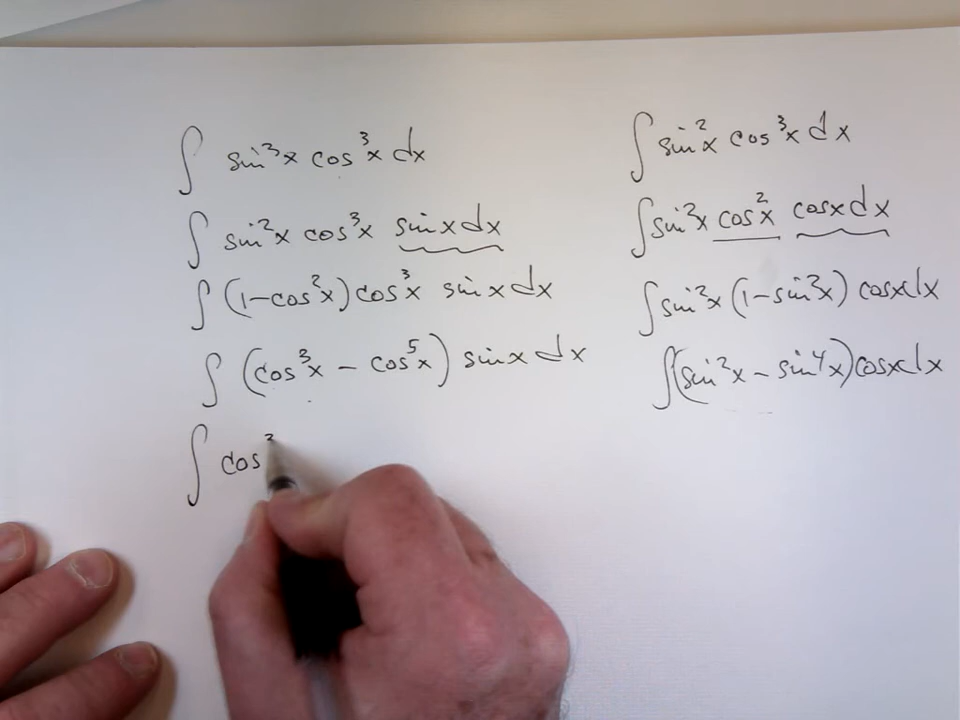 ∫ sin³x cos³x dx
∫ sin²x cos³x sinx dx
∫ (1-cos²x) cos³x sinx dx
∫ (cos³x - cos⁵x) sinx dx
∫ cos³
∫ sin²x cos³x dx
∫ sin²x cos²x cosx dx
∫ sin²x (1-sin²x) cosx dx
∫ (sin²x - sin⁴x) cosx dx